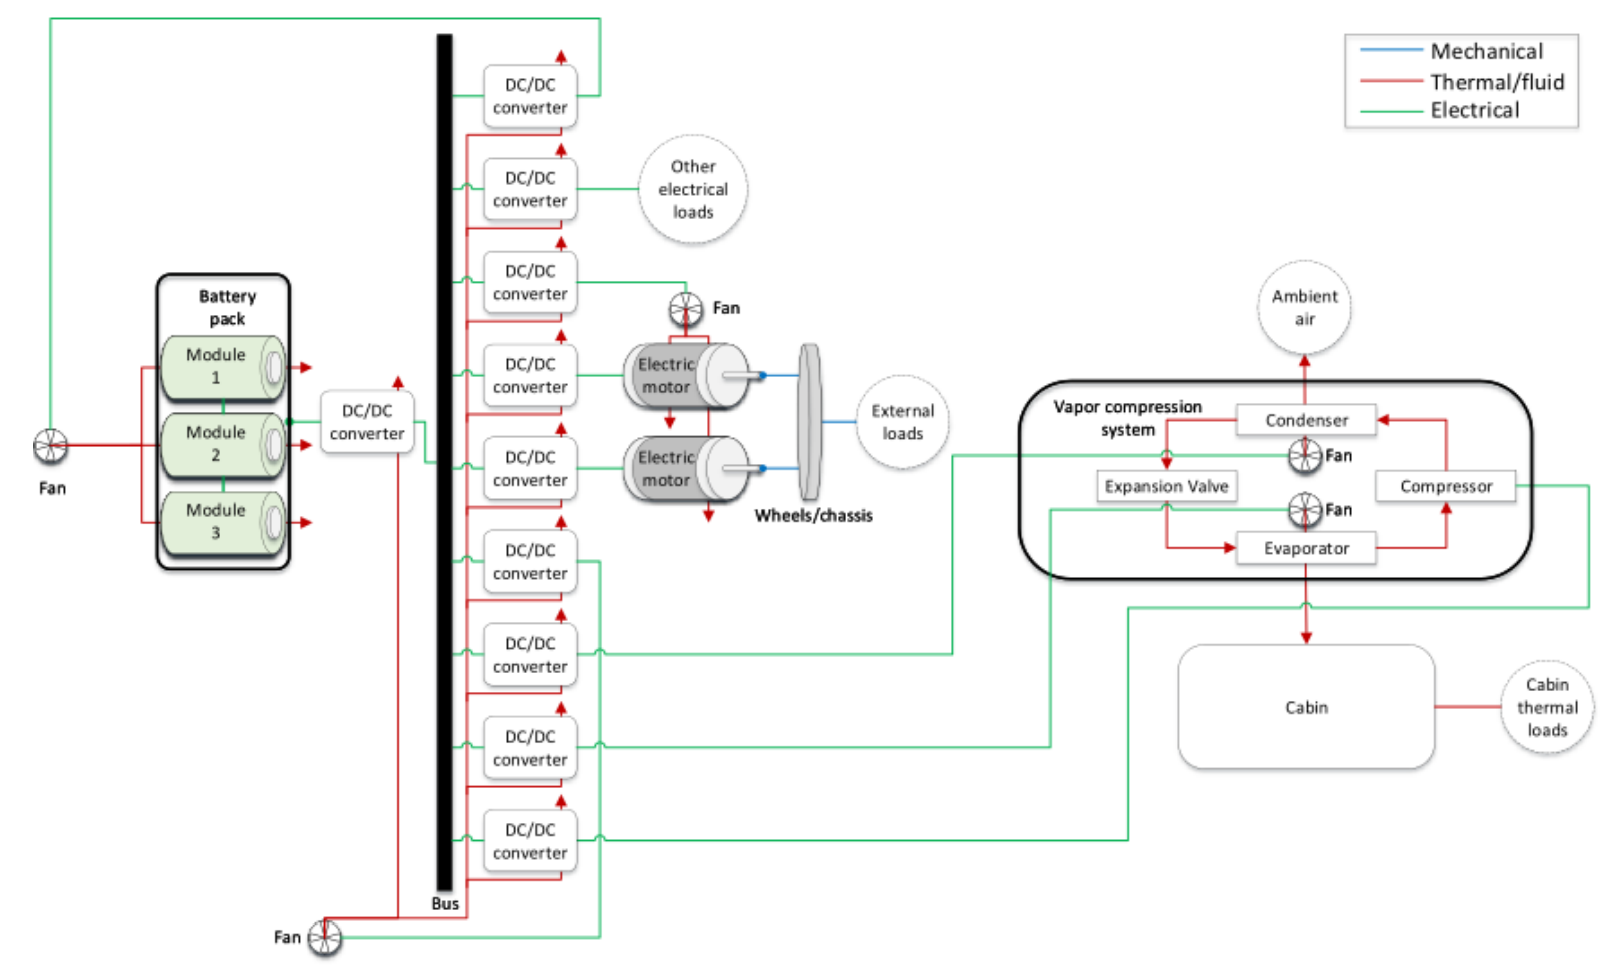 Mechanical
Thermal/fluid
Electrical
DC/DC
converter
DC/DC
converter
Other
electrical
loads
DC/DC
converter
Fan
Ambient
air
Battery
pack
Module
1
Module
2
Module
3
Fan
DC/DC
converter
DC/DC
converter
Electric
motor
DC/DC
converter
Electric
motor
External
loads
Wheels/chassis
Vapor compression
system
Condenser
Fan
Expansion Valve
Compressor
Fan
Evaporator
DC/DC
converter
DC/DC
converter
DC/DC
converter
DC/DC
converter
Cabin
Cabin
thermal
loads
Bus
Fan